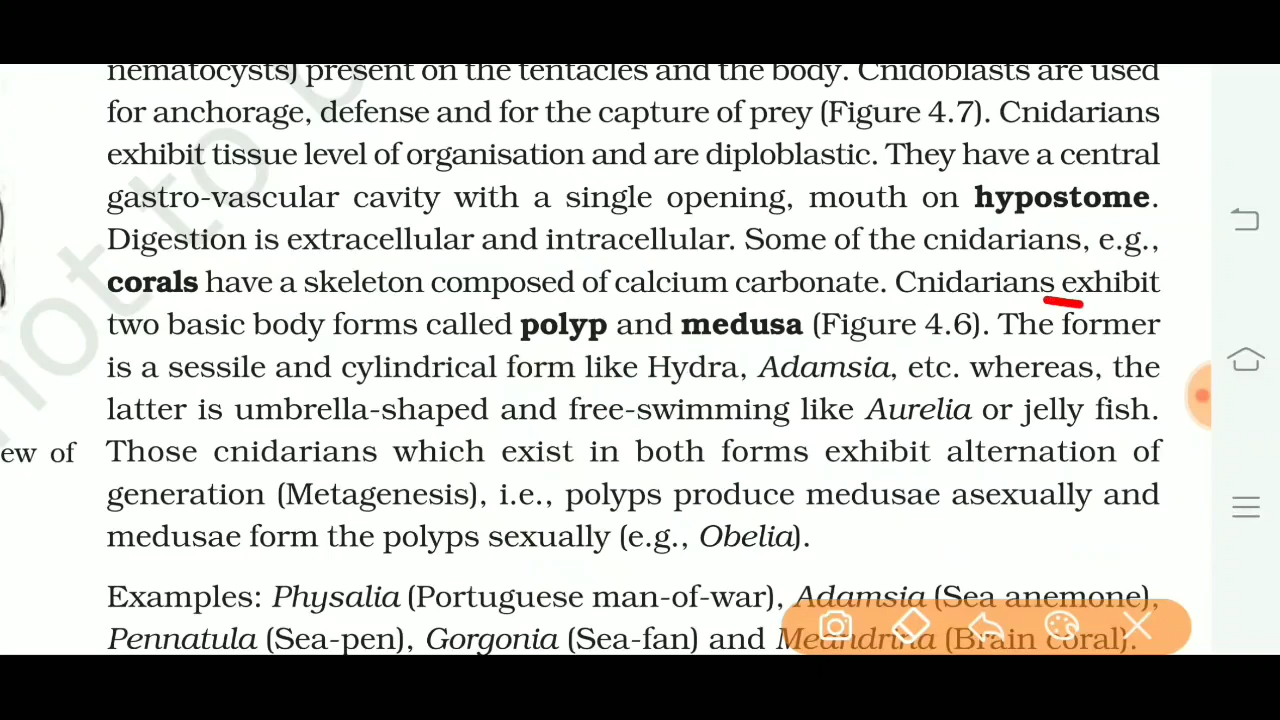 nematocysts) present on the tentacles and the body. Cnidoblasts are used
for anchorage, defense and for the capture of prey (Figure 4.7). Cnidarians
exhibit tissue level of organisation and are diploblastic. They have a central
gastro-vascular cavity with a single opening, mouth on hypostome.
Digestion is extracellular and intracellular. Some of the cnidarians, e.g.,
corals have a skeleton composed of calcium carbonate. Cnidarians exhibit
two basic body forms called polyp and medusa (Figure 4.6). The former
is a sessile and cylindrical form like Hydra, Adamsia, etc. whereas, the
latter is umbrella-shaped and free-swimming like Aurelia or jelly fish.
ew of
Those cnidarians which exist in both forms exhibit alternation of
generation (Metagenesis), i.e., polyps produce medusae asexually and
medusae form the polyps sexually (e.g., Obelia).
Examples: Physalia (Portuguese man-of-war), Adamsia (Sea anemone),
Pennatula (Sea-pen), Gorgonia (Sea-fan) and Meandrina (Brain coral).
not to